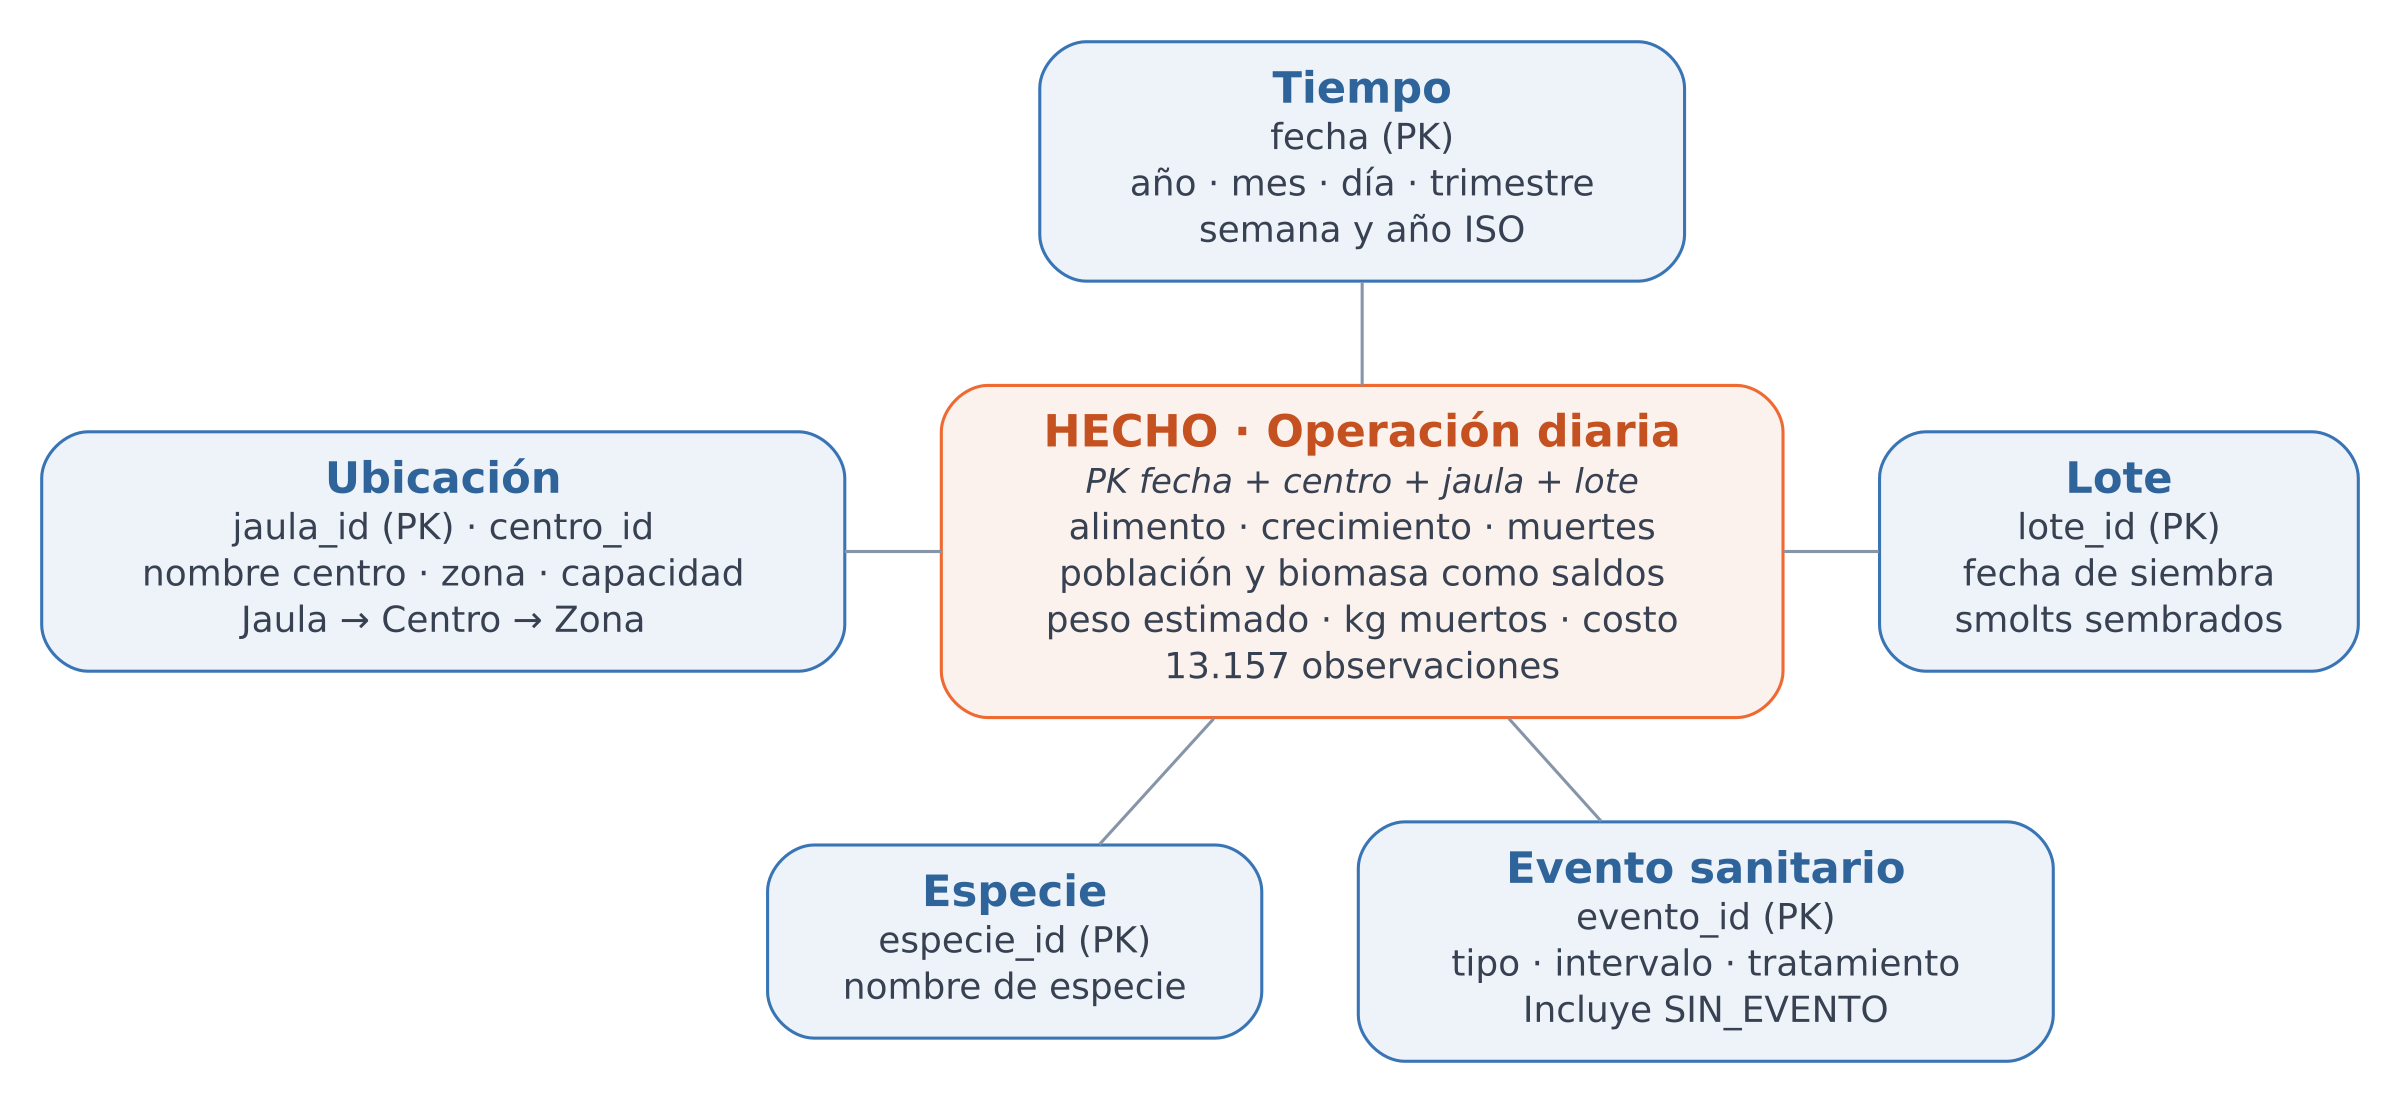 Tiempo
fecha (PK)
año · mes · día · trimestre
semana y año ISO
HECHO · Operación diaria
PK fecha + centro + jaula + lote
alimento · crecimiento · muertes
población y biomasa como saldos
peso estimado · kg muertos · costo
13.157 observaciones
Ubicación
jaula_id (PK) · centro_id
nombre centro · zona · capacidad
Jaula → Centro → Zona
Lote
lote_id (PK)
fecha de siembra
smolts sembrados
Especie
especie_id (PK)
nombre de especie
Evento sanitario
evento_id (PK)
tipo · intervalo · tratamiento
Incluye SIN_EVENTO